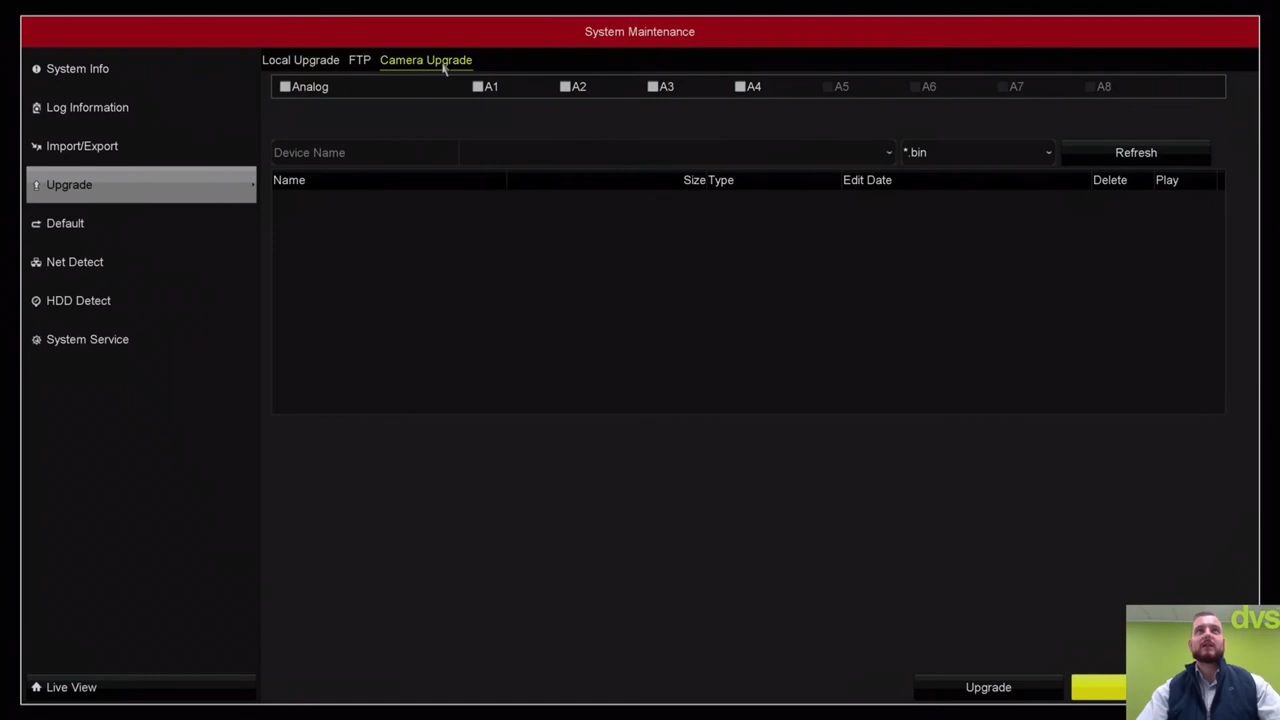 System Maintenance
System Info
Log Information
Import/Export
Upgrade
Default
Net Detect
HDD Detect
System Service
Live View
Local Upgrade FTP Camera Upgrade
Analog A1 A2 A3 A4 A5 A6 A7 A8
Device Name *.bin Refresh
Name Size Type Edit Date Delete Play
Upgrade
dvs